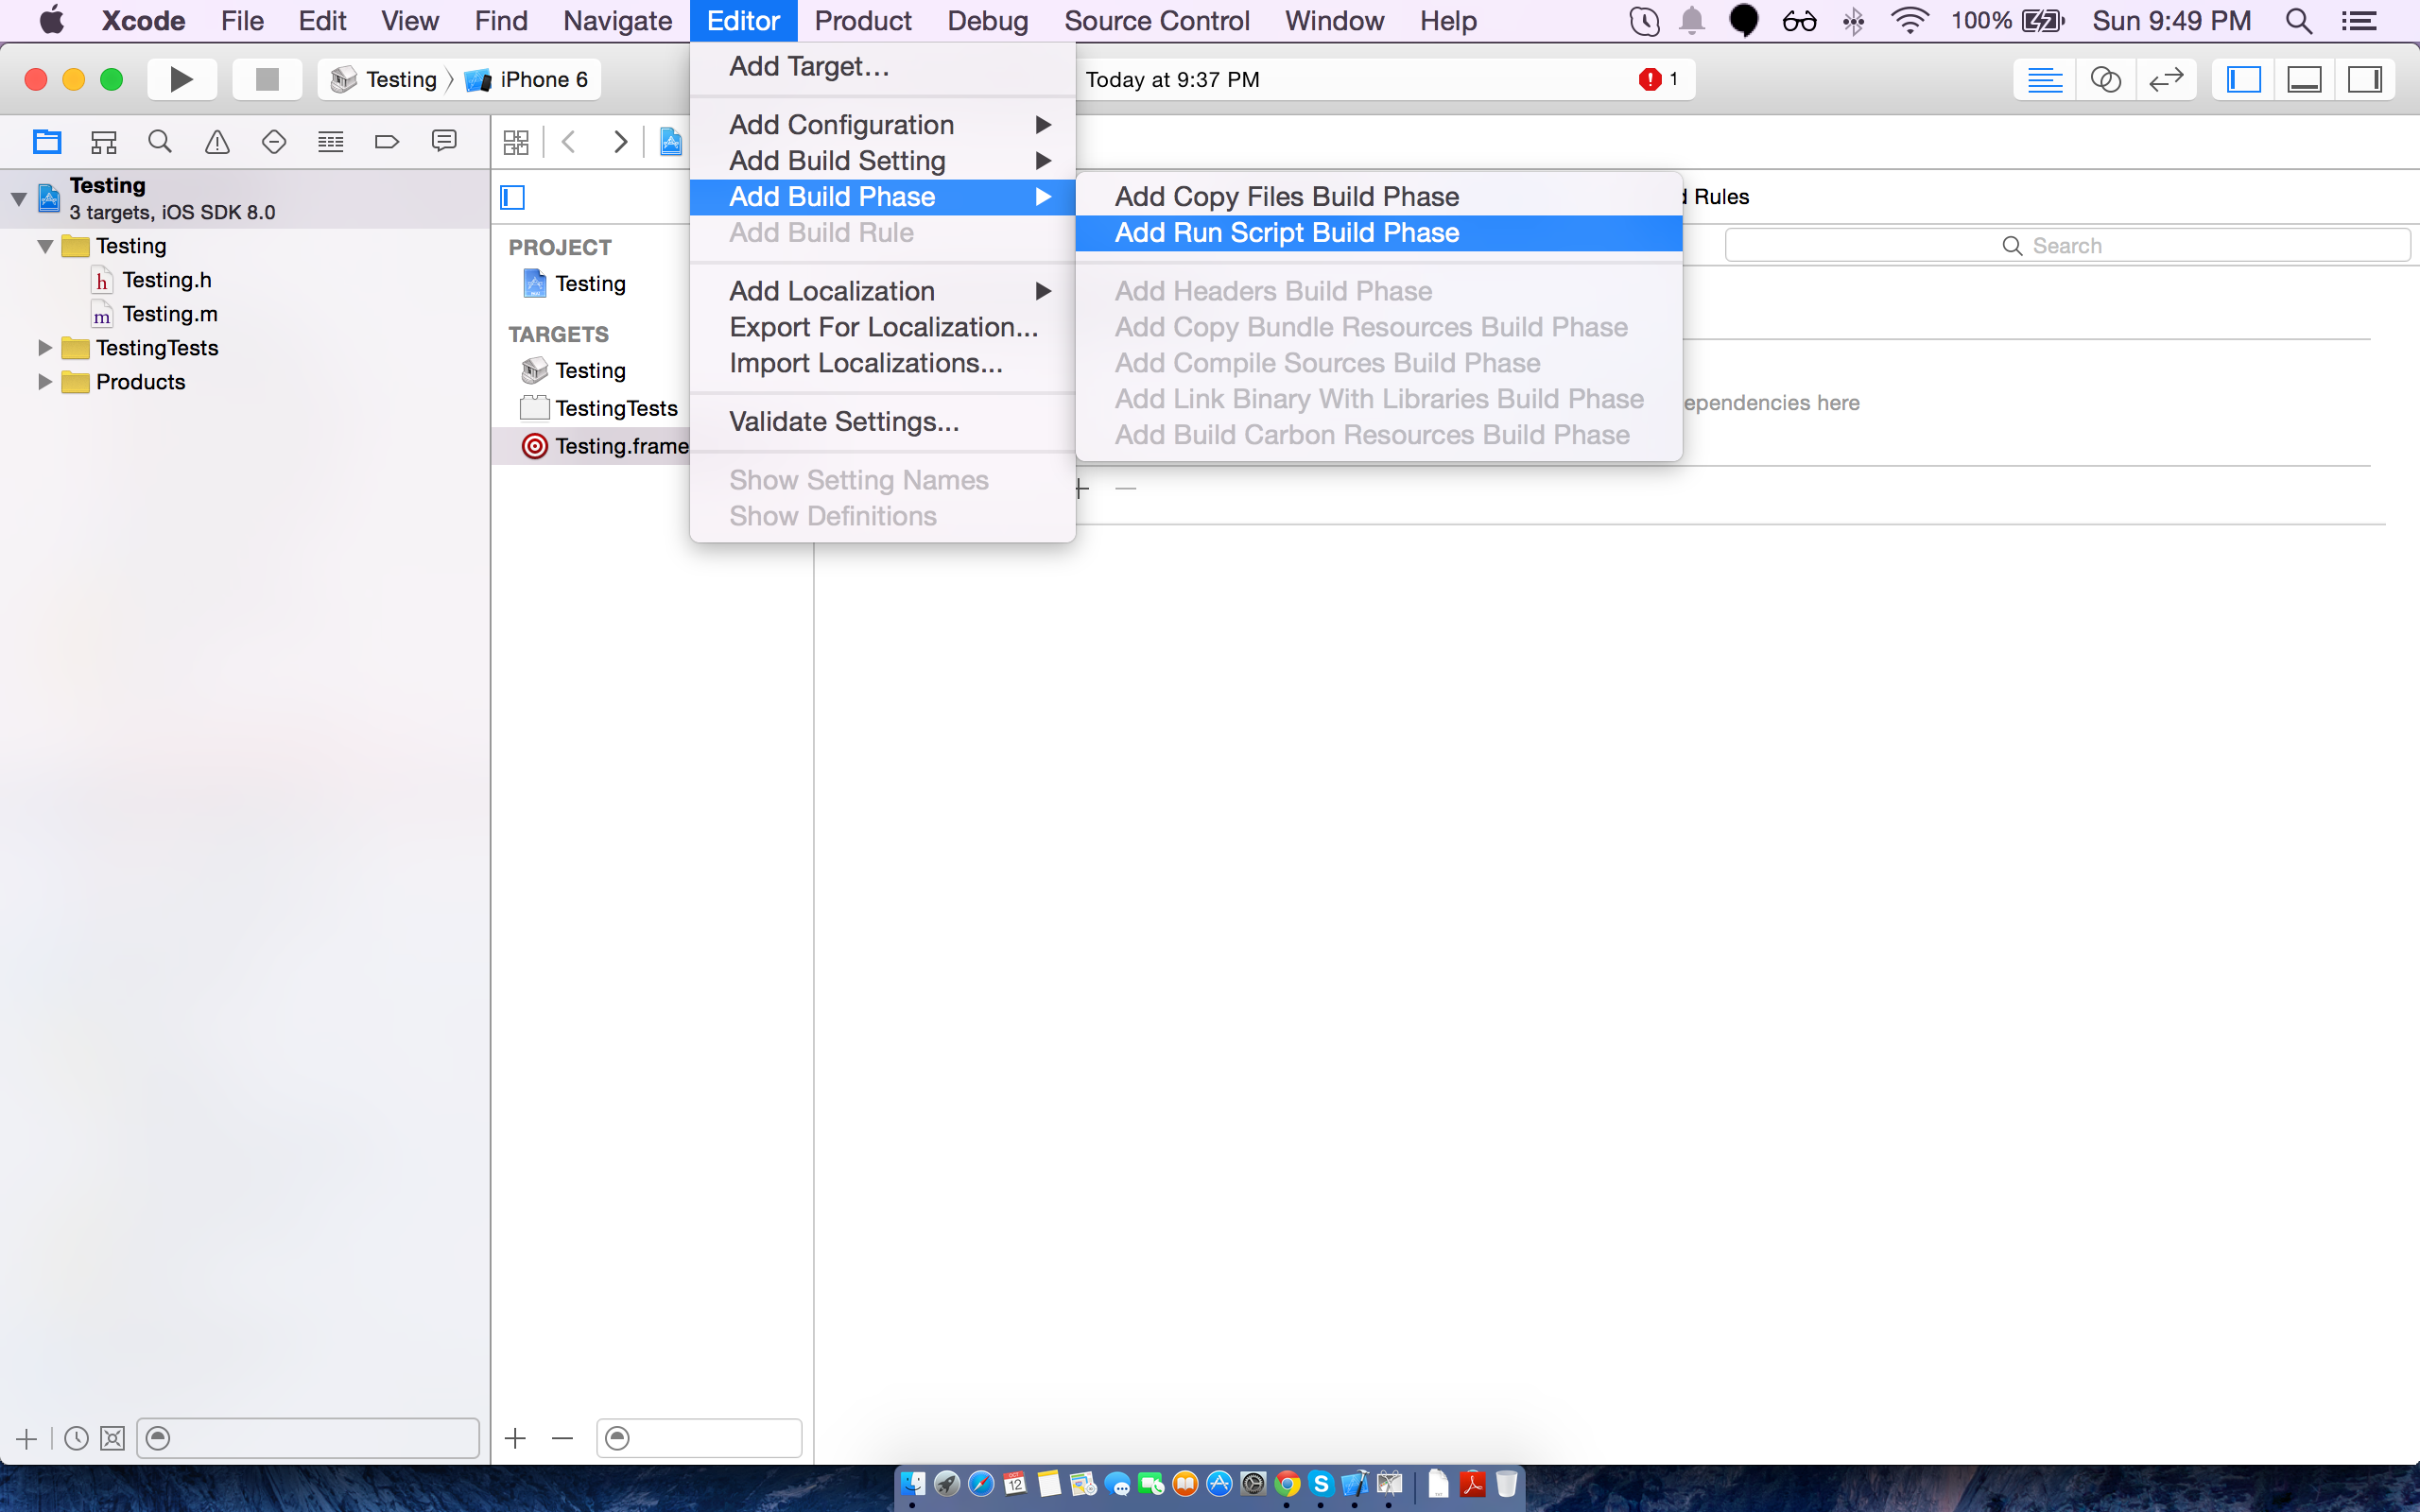 Xcode File Edit View Find Navigate Editor Product Debug Source Control Window Help 100% Sun 9:49 PM
Testing iPhone 6
Today at 9:37 PM 1
Testing
3 targets, iOS SDK 8.0
Testing
h Testing.h
m Testing.m
TestingTests
Products
PROJECT
Testing
TARGETS
Testing
TestingTests
Testing.frame
Add Target...
Add Configuration
Add Build Setting
Add Build Phase
Add Build Rule
Add Localization
Export For Localization...
Import Localizations...
Validate Settings...
Show Setting Names
Show Definitions
Add Copy Files Build Phase
Add Run Script Build Phase
Add Headers Build Phase
Add Copy Bundle Resources Build Phase
Add Compile Sources Build Phase
Add Link Binary With Libraries Build Phase
Add Build Carbon Resources Build Phase
d Rules
Search
ependencies here
OCT
12